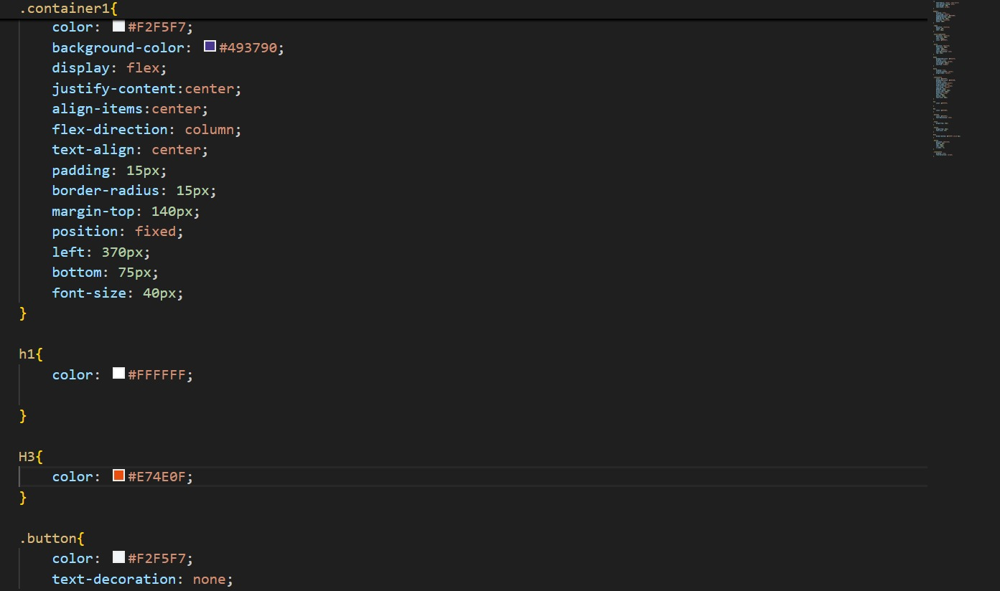 .container1{
color: #F2F5F7;
background-color: #493790;
display: flex;
justify-content:center;
align-items:center;
flex-direction: column;
text-align: center;
padding: 15px;
border-radius: 15px;
margin-top: 140px;
position: fixed;
left: 370px;
bottom: 75px;
font-size: 40px;
}
h1{
color: #FFFFFF;
}
H3{
color: #E74E0F;
}
.button{
color: #F2F5F7;
text-decoration: none;